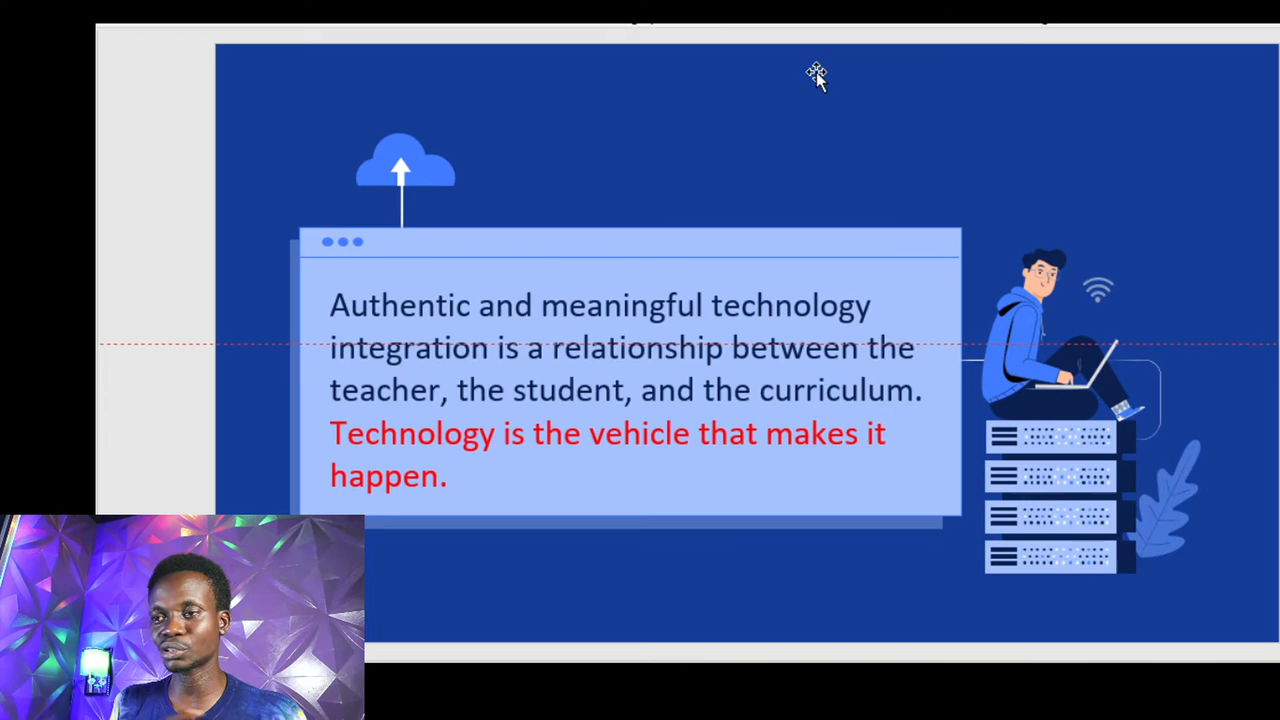 Authentic and meaningful technology
integration is a relationship between the
teacher, the student, and the curriculum.
Technology is the vehicle that makes it
happen.